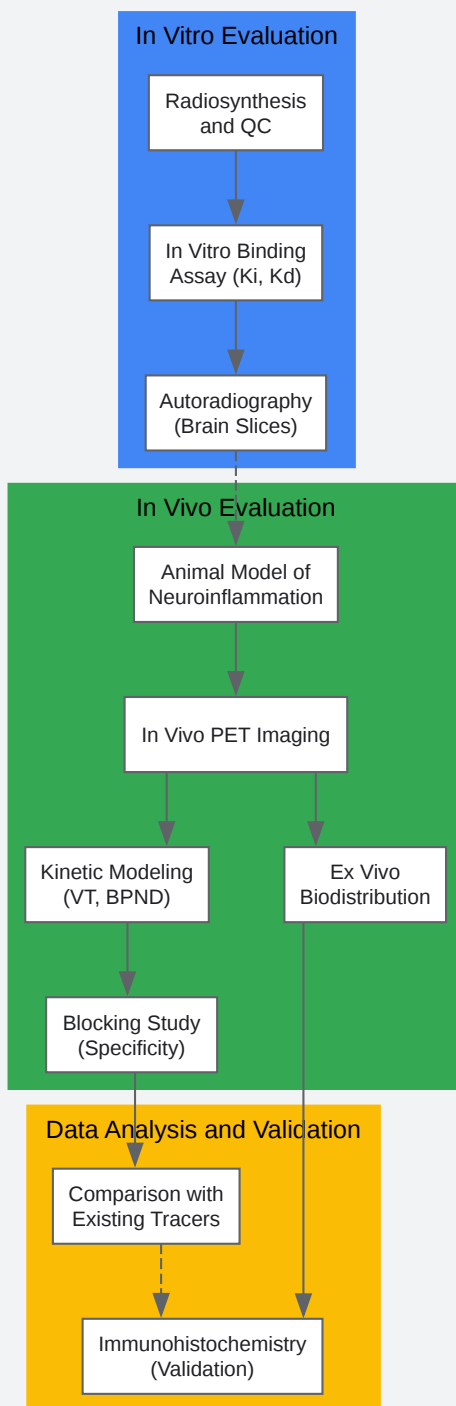 In Vitro Evaluation
Radiosynthesis
and QC
In Vitro Binding
Assay (Ki, Kd)
Autoradiography
(Brain Slices)
In Vivo Evaluation
Animal Model of
Neuroinflammation
In Vivo PET Imaging
Kinetic Modeling
(VT, BPND)
Ex Vivo
Biodistribution
Blocking Study
(Specificity)
Data Analysis and Validation
Comparison with
Existing Tracers
Immunohistochemistry
(Validation)